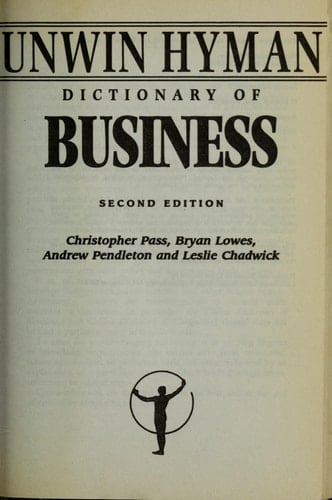 UNWIN HYMAN
DICTIONARY OF
BUSINESS
SECOND EDITION
Christopher Pass, Bryan Lowes,
Andrew Pendleton and Leslie Chadwick